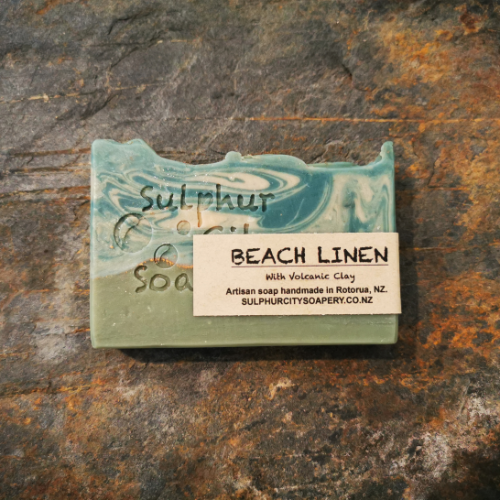 Sulphur
Soa
BEACH LINEN
With Volcanic Clay
Artisan soap handmade in Rotorua, NZ.
SULPHURCITYSOAPERY.CO.NZ